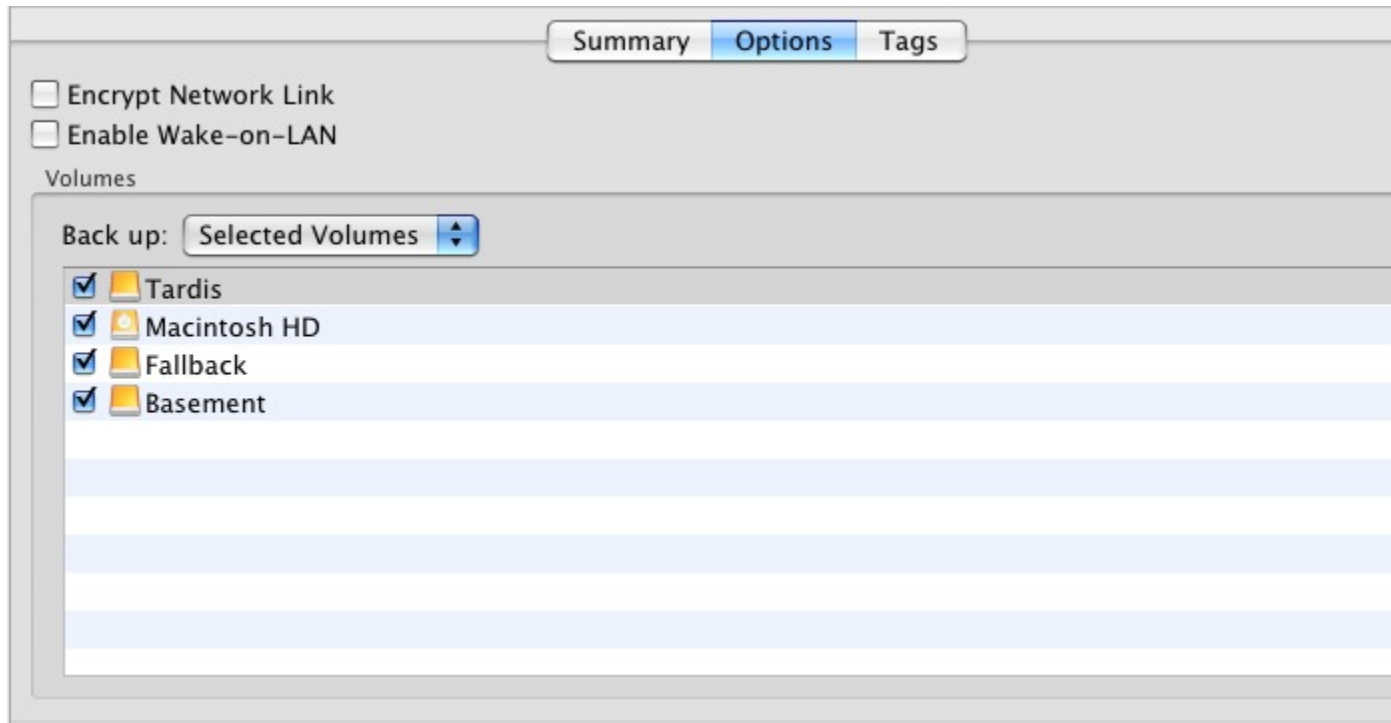 Summary Options Tags
Encrypt Network Link
Enable Wake-on-LAN
Volumes
Back up: Selected Volumes
Tardis
Macintosh HD
Fallback
Basement